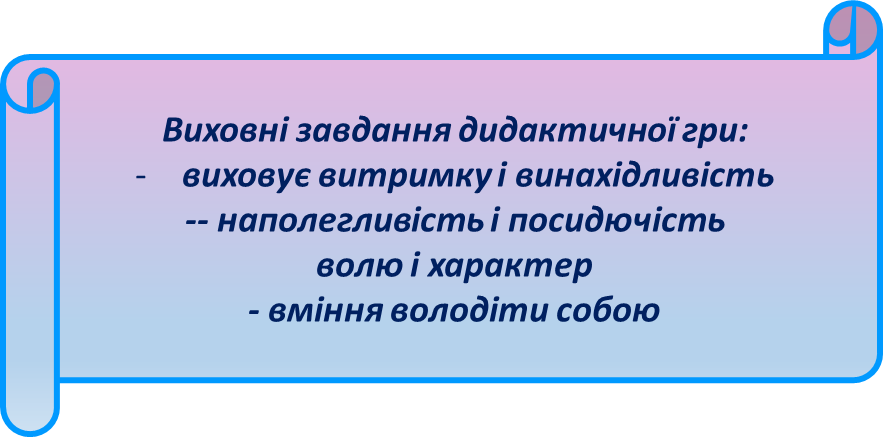 Виховні завдання дидактичної гри:
- виховує витримку і винахідливість
-- наполегливість і посидючість
волю і характер
- вміння володіти собою